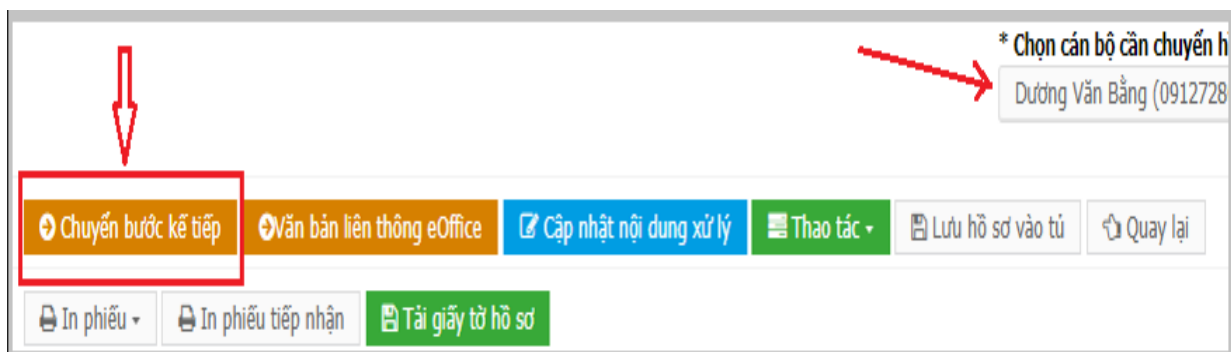 * Chọn cán bộ cần chuyển h
Dương Văn Bằng (0912728
Chuyển bước kế tiếp Văn bản liên thông eOffice Cập nhật nội dung xử lý Thao tác Lưu hồ sơ vào tủ Quay lại
In phiếu In phiếu tiếp nhận Tải giấy tờ hồ sơ